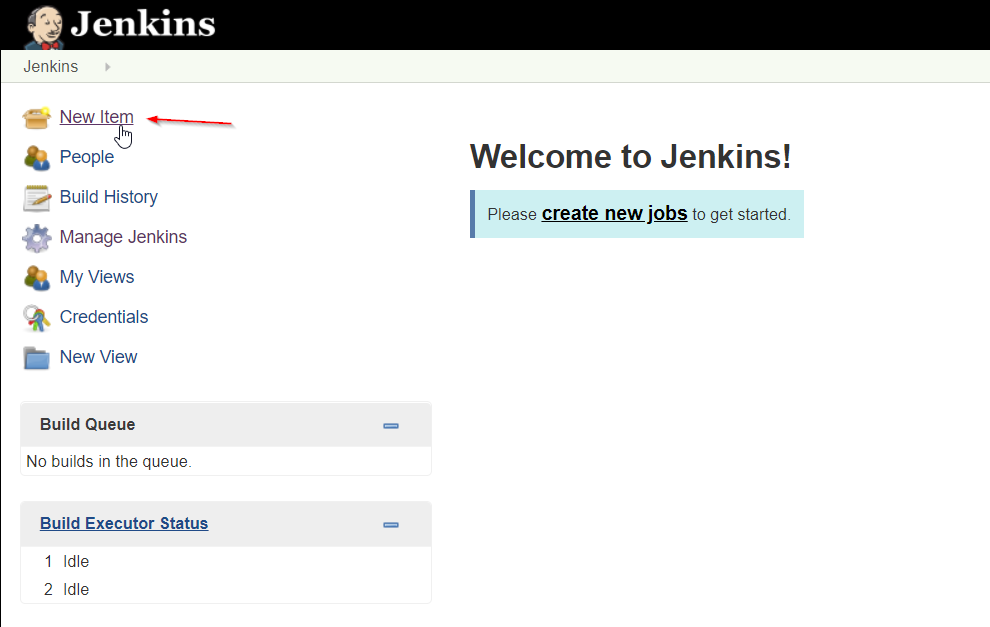 Jenkins
Jenkins
New Item
People
Build History
Manage Jenkins
My Views
Credentials
New View
Welcome to Jenkins!
Please create new jobs to get started.
Build Queue
No builds in the queue.
Build Executor Status
1 Idle
2 Idle